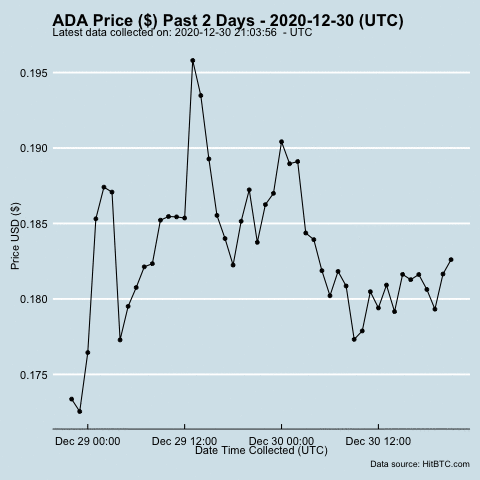 ADA Price ($) Past 2 Days - 2020-12-30 (UTC)
Latest data collected on: 2020-12-30 21:03:56 - UTC
0.195
0.190
0.185
0.180
0.175
Price USD ($)
Dec 29 00:00 Dec 29 12:00 Dec 30 00:00 Dec 30 12:00
Date Time Collected (UTC)
Data source: HitBTC.com